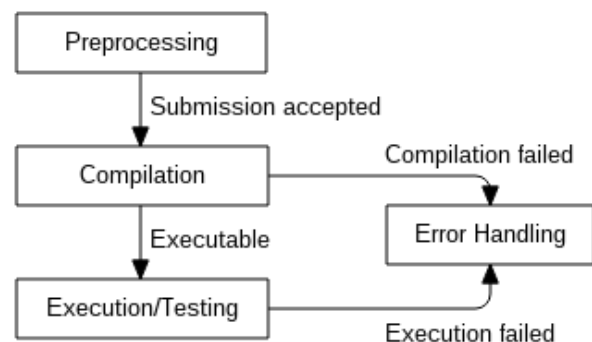 Preprocessing
Submission accepted
Compilation
Compilation failed
Executable
Error Handling
Execution/Testing
Execution failed